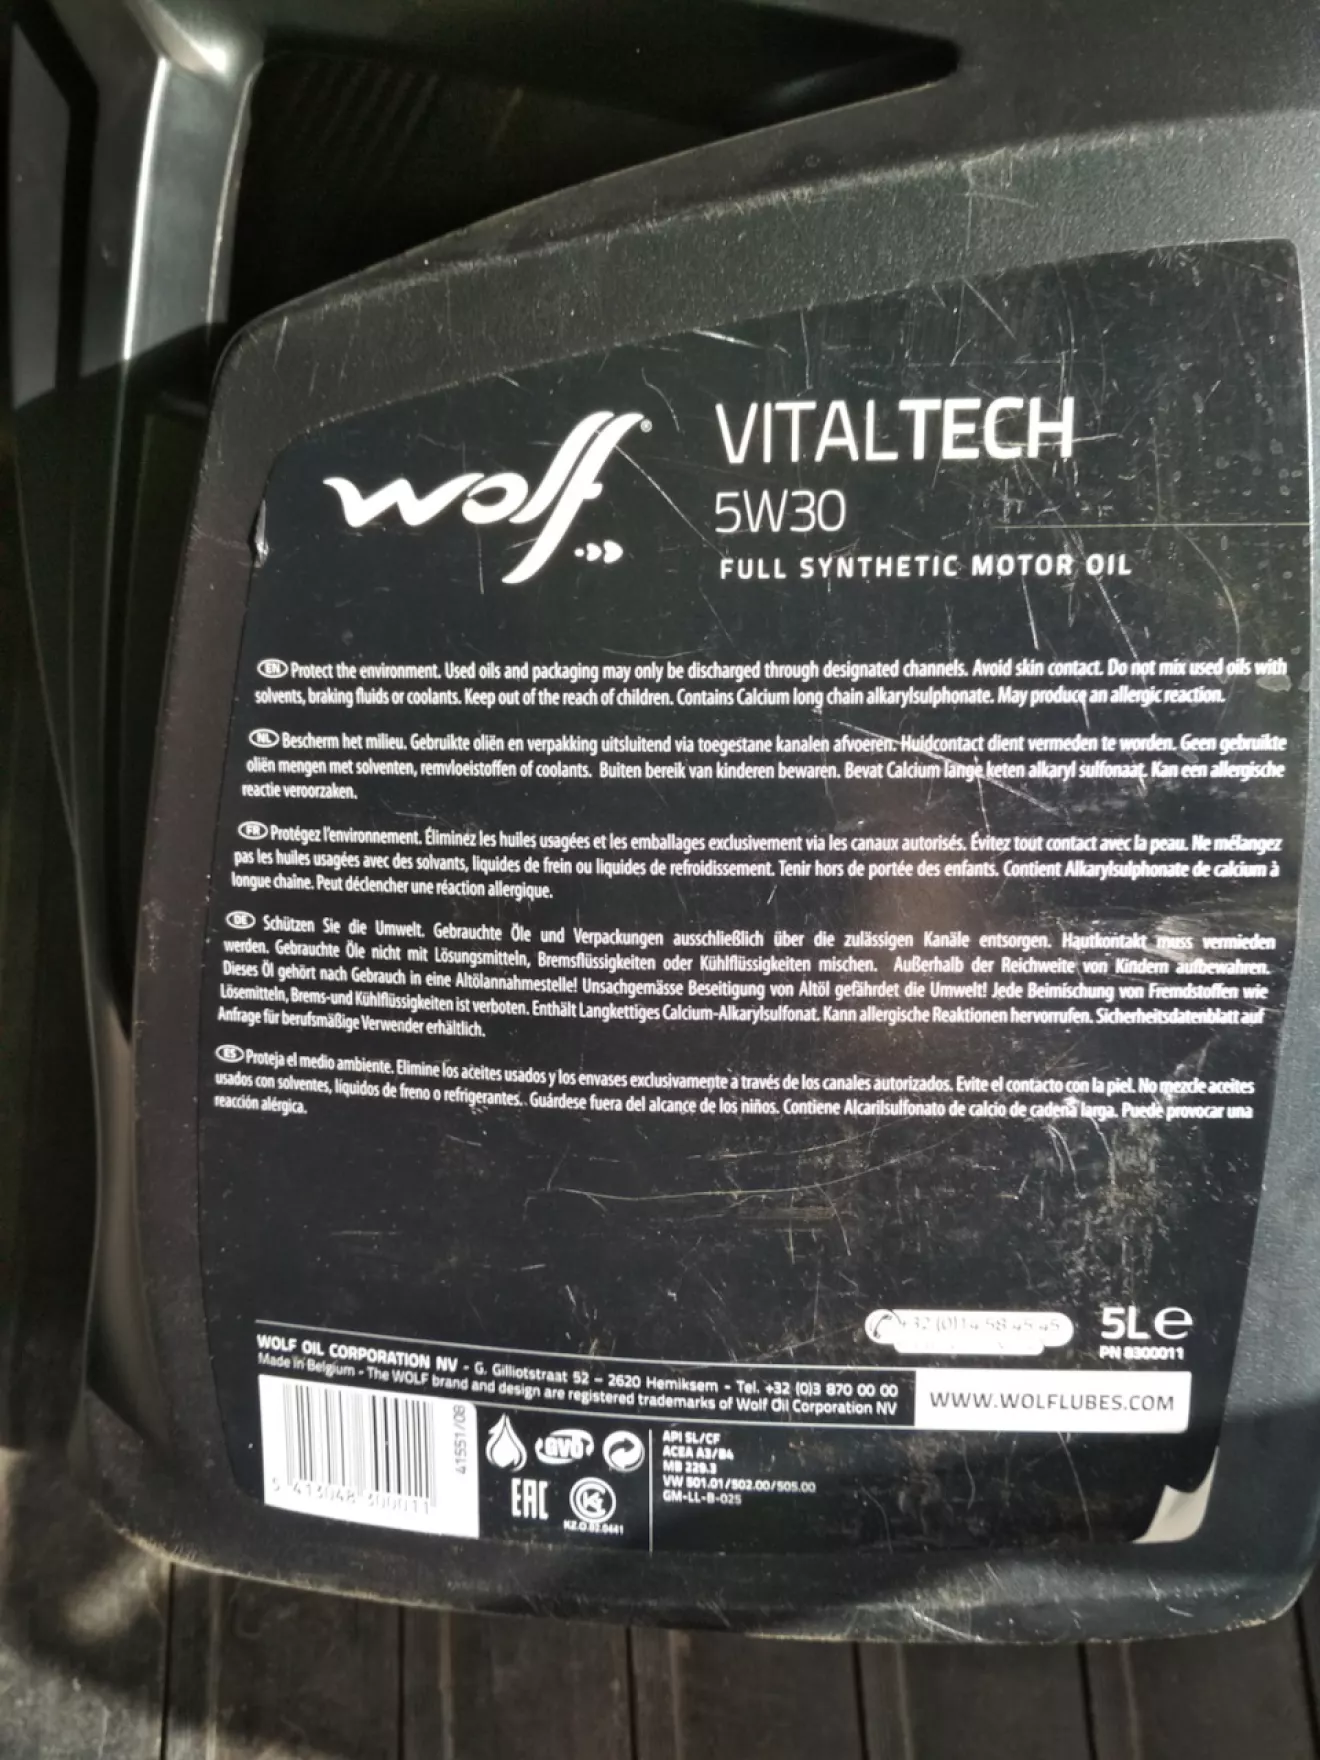 wolf®
VITALTECH
5W30
FULL SYNTHETIC MOTOR OIL
EN Protect the environment. Used oils and packaging may only be discharged through designated channels. Avoid skin contact. Do not mix used oils with
solvents, braking fluids or coolants. Keep out of the reach of children. Contains Calcium long chain alkarylsulphonate. May produce an allergic reaction.
NL Bescherm het milieu. Gebruikte oliën en verpakking uitsluitend via toegestane kanalen afvoeren. Huidcontact dient vermeden te worden. Geen gebruikte
oliën mengen met solventen, remvloeistoffen of coolants. Buiten bereik van kinderen bewaren. Bevat Calcium lange keten alkaryl sulfonaat. Kan een allergische
reactie veroorzaken.
FR Protégez l'environnement. Éliminez les huiles usagées et les emballages exclusivement via les canaux autorisés. Évitez tout contact avec la peau. Ne mélangez
pas les huiles usagées avec des solvants, liquides de frein ou liquides de refroidissement. Tenir hors de portée des enfants. Contient Alkarylsulphonate de calcium à
longue chaîne. Peut déclencher une réaction allergique.
DE Schützen Sie die Umwelt. Gebrauchte Öle und Verpackungen ausschließlich über die zulässigen Kanäle entsorgen. Hautkontakt muss vermieden
werden. Gebrauchte Öle nicht mit Lösungsmitteln, Bremsflüssigkeiten oder Kühlflüssigkeiten mischen. Außerhalb der Reichweite von Kindern aufbewahren.
Dieses Öl gehört nach Gebrauch in eine Altölannahmestelle! Unsachgemässe Beseitigung von Altöl gefährdet die Umwelt! Jede Beimischung von Fremdstoffen wie
Lösemitteln, Brems-und Kühlflüssigkeiten ist verboten. Enthält Langkettiges Calcium-Alkarylsulfonat. Kann allergische Reaktionen hervorrufen. Sicherheitsdatenblatt auf
Anfrage für berufsmäßige Verwender erhältlich.
ES Proteja el medio ambiente. Elimine los aceites usados y los envases exclusivamente a través de los canales autorizados. Evite el contacto con la piel. No mezcle aceites
usados con solventes, líquidos de freno o refrigerantes. Guárdese fuera del alcance de los niños. Contiene Alcarilsulfonato de calcio de cadena larga. Puede provocar una
reacción alérgica.
+32 (0)14 58 45 45
5L e
PN 8300011
WOLF OIL CORPORATION NV - G. Gilliotstraat 52 – 2620 Hemiksem - Tel. +32 (0)3 870 00 00
Made in Belgium - The WOLF brand and design are registered trademarks of Wolf Oil Corporation NV
WWW.WOLFLUBES.COM
41551/08
5 413048 300011
EAC
KZ.O.02.0441
API SL/CF
ACEA A3/B4
MB 229.3
VW 501.01/502.00/505.00
GM-LL-B-025